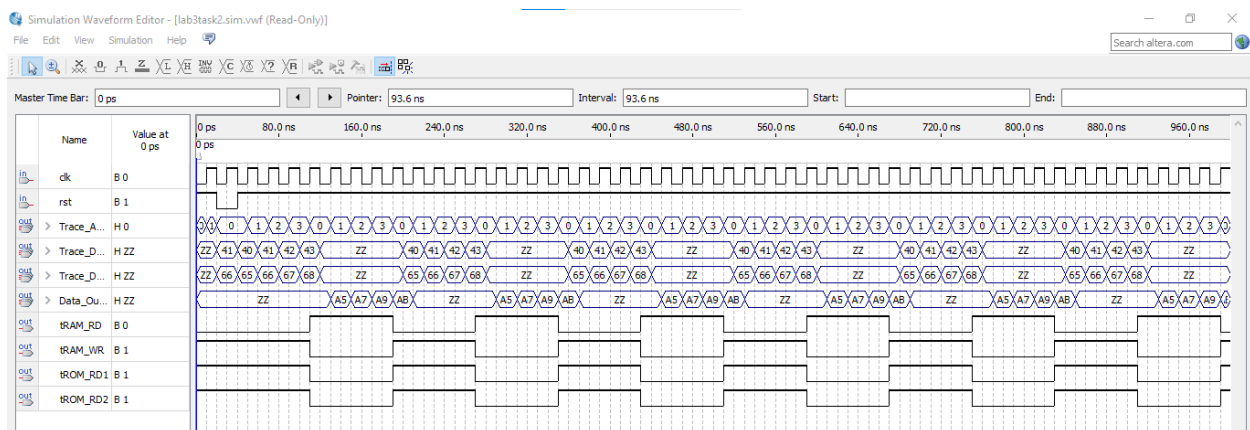 Simulation Waveform Editor - [lab3task2.sim.vwf (Read-Only)]
File Edit View Simulation Help
Search altera.com
Master Time Bar: 0 ps Pointer: 93.6 ns Interval: 93.6 ns Start: End:
Name Value at 0 ps
0 ps 80.0 ns 160.0 ns 240.0 ns 320.0 ns 400.0 ns 480.0 ns 560.0 ns 640.0 ns 720.0 ns 800.0 ns 880.0 ns 960.0 ns
0 ps
in clk B 0
in rst B 1
out > Trace_A... H 0 0 1 2 3 0 1 2 3 0 1 2 3 0 1 2 3 0 1 2 3 0 1 2 3 0 1 2 3 0 1 2 3 0 1 2 3 0 1 2 3 0 1 2 3 0 1 2 3
out > Trace_D... H ZZ ZZ 41 40 41 42 43 ZZ 40 41 42 43 ZZ 40 41 42 43 ZZ 40 41 42 43 ZZ 40 41 42 43 ZZ 40 41 42 43 ZZ
out > Trace_D... H ZZ ZZ 66 65 66 67 68 ZZ 65 66 67 68 ZZ 65 66 67 68 ZZ 65 66 67 68 ZZ 65 66 67 68 ZZ 65 66 67 68 ZZ
out > Data_Ou... H ZZ ZZ A5 A7 A9 AB ZZ A5 A7 A9 AB ZZ A5 A7 A9 AB ZZ A5 A7 A9 AB ZZ A5 A7 A9 AB ZZ A5 A7 A9
out tRAM_RD B 0
out tRAM_WR B 1
out tROM_RD1 B 1
out tROM_RD2 B 1